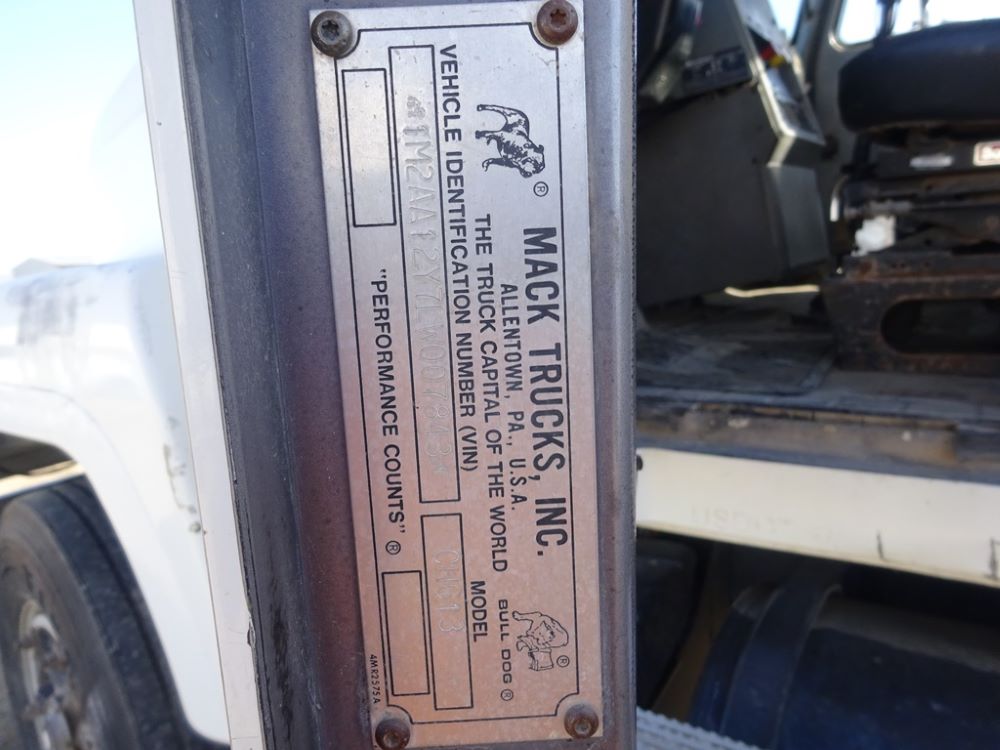 MACK TRUCKS, INC.
ALLENTOWN, PA., U.S.A.
THE TRUCK CAPITAL OF THE WORLD
BULL DOG ®
VEHICLE IDENTIFICATION NUMBER (VIN)
MODEL
CH613
"PERFORMANCE COUNTS" ®
4MR2575A